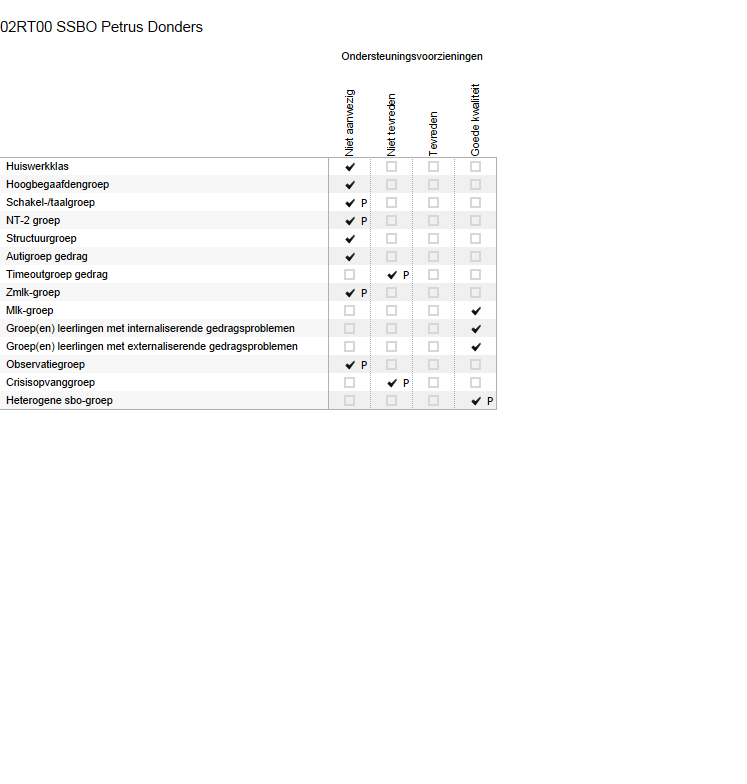 02RT00 SSBO Petrus Donders
Ondersteuningsvoorzieningen
Niet aanwezig
Niet tevreden
Tevreden
Goede kwaliteit
Huiswerkklas
Hoogbegaafdengroep
Schakel-/taalgroep P
NT-2 groep P
Structuurgroep
Autigroep gedrag
Timeoutgroep gedrag P
Zmlk-groep P
Mlk-groep
Groep(en) leerlingen met internaliserende gedragsproblemen
Groep(en) leerlingen met externaliserende gedragsproblemen
Observatiegroep P
Crisisopvanggroep P
Heterogene sbo-groep P